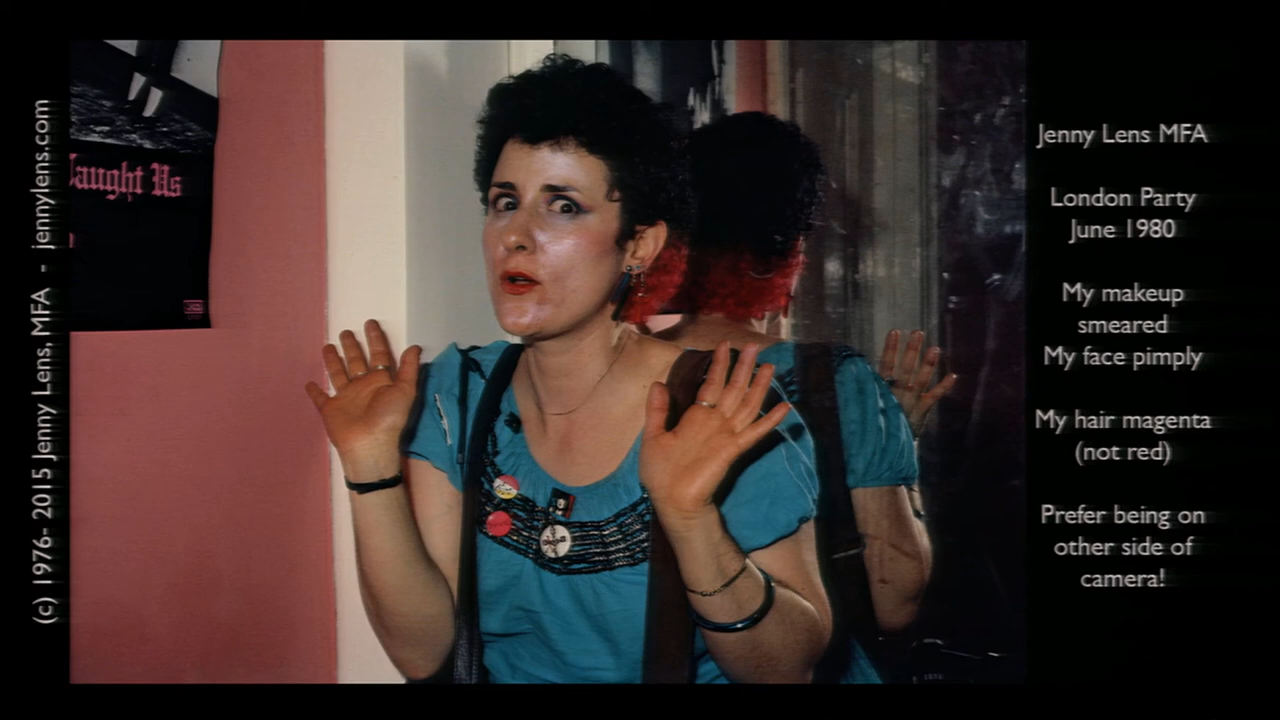 (c) 1976- 2015 Jenny Lens, MFA - jennylens.com
aught Us
Jenny Lens MFA
London Party
June 1980
My makeup
smeared
My face pimply
My hair magenta
(not red)
Prefer being on
other side of
camera!